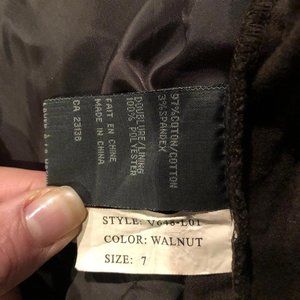 97%COTON/COTTON
3%SPANDEX
DOUBLURE/LINING
100% POLYESTER
FAIT EN CHINE
MADE IN CHINA
CA 23136
STYLE: V648-L01
COLOR: WALNUT
SIZE: 7